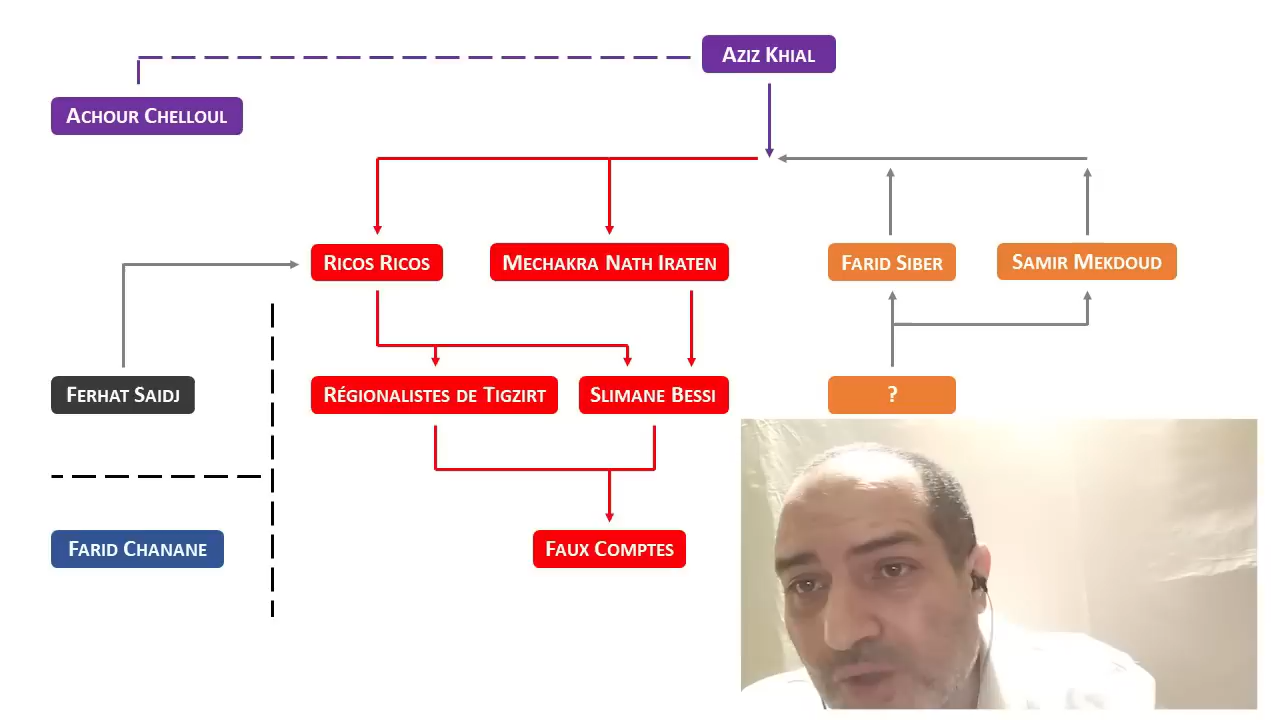 Aziz Khial
Achour Chelloul
Ricos Ricos
Mechakra Nath Iraten
Farid Siber
Samir Mekdoud
Ferhat Saidj
Régionalistes de Tigzirt
Slimane Bessi
?
Farid Chanane
Faux Comptes